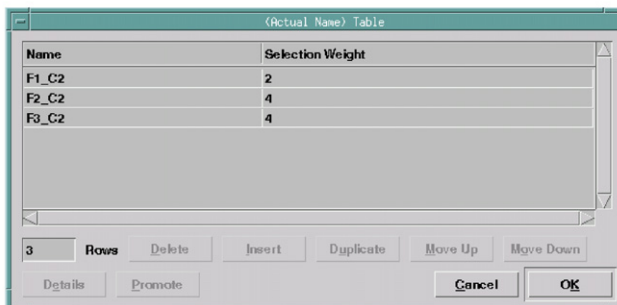 (Actual Name) Table
Name Selection Weight
F1_C2 2
F2_C2 4
F3_C2 4
3 Rows Delete Insert Duplicate Move Up Move Down
Details Promote Cancel OK